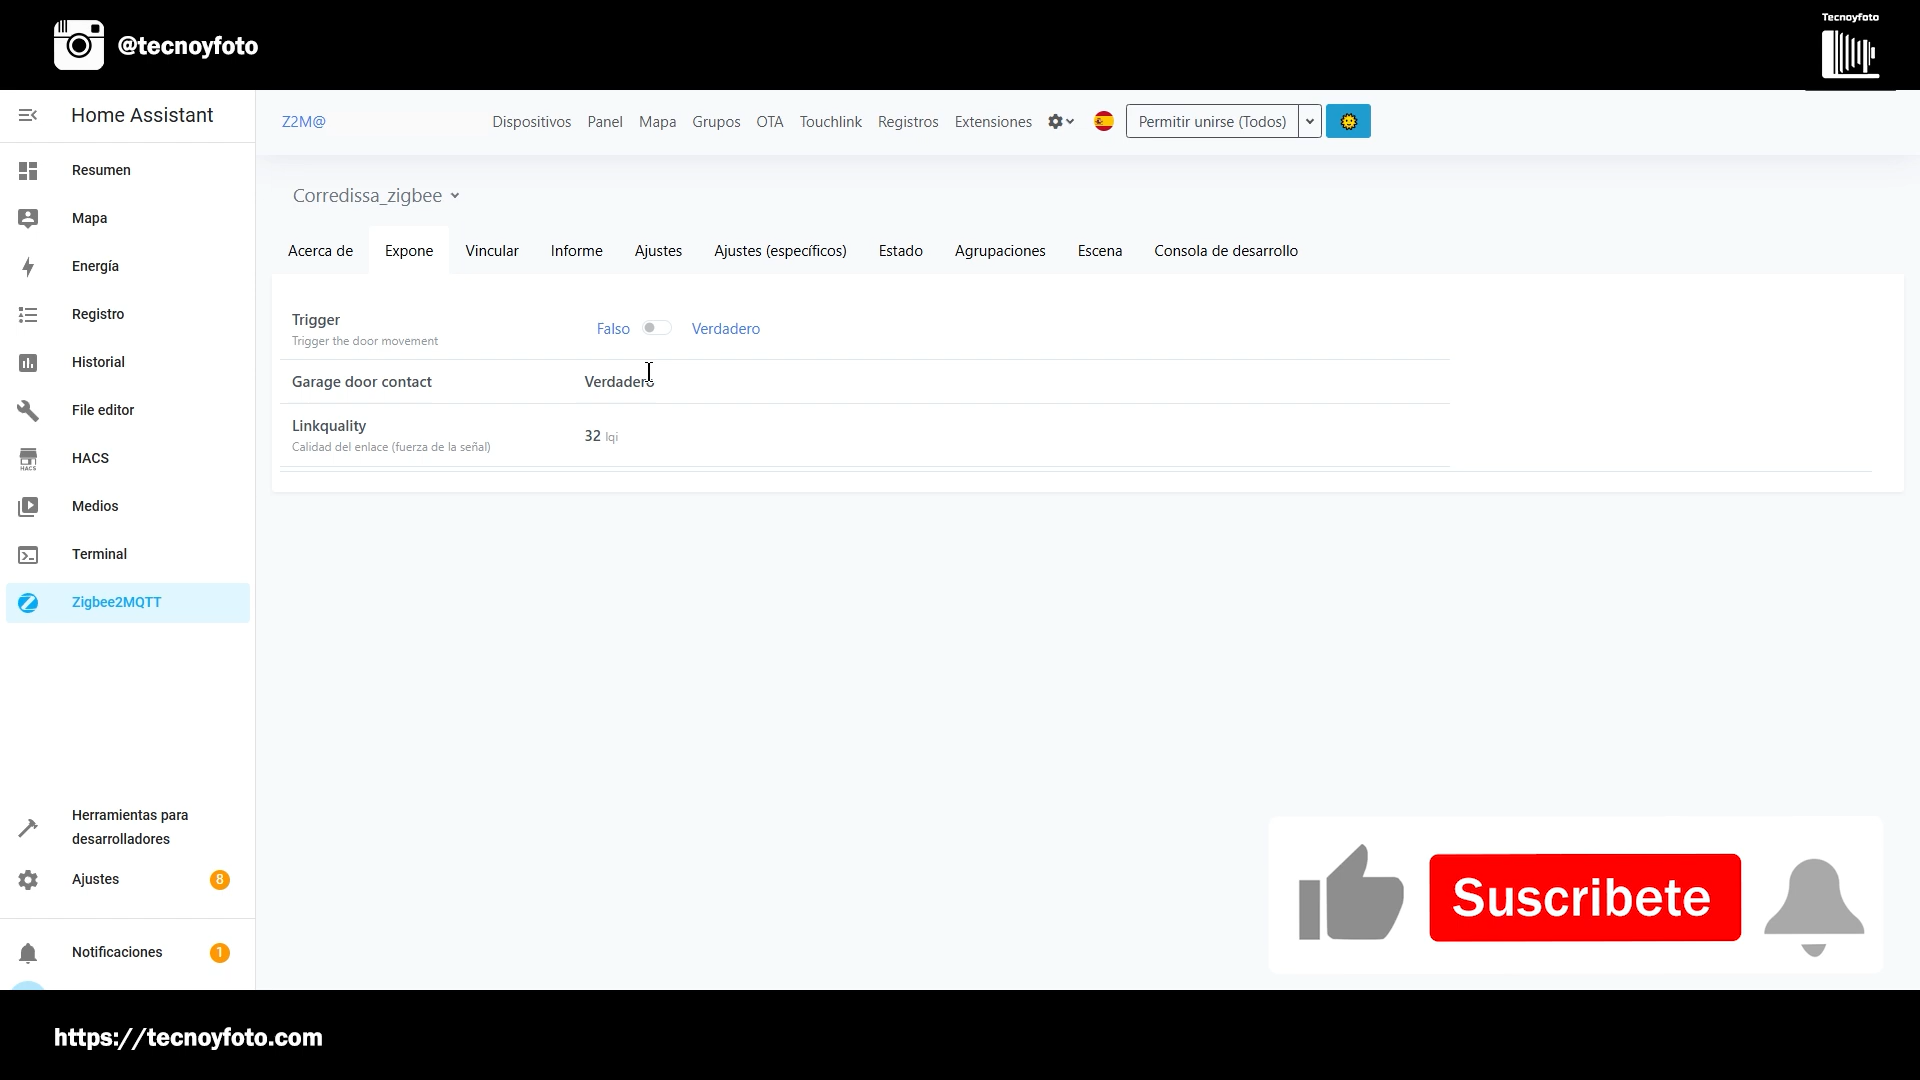 @tecnoyfoto
Tecnoyfoto
Home Assistant
Z2M@
Dispositivos
Panel
Mapa
Grupos
OTA
Touchlink
Registros
Extensiones
Permitir unirse (Todos)
Resumen
Mapa
Energía
Registro
Historial
File editor
HACS
HACS
Medios
Terminal
Zigbee2MQTT
Herramientas para
desarrolladores
Ajustes
8
Notificaciones
1
Corredissa_zigbee
Acerca de
Expone
Vincular
Informe
Ajustes
Ajustes (específicos)
Estado
Agrupaciones
Escena
Consola de desarrollo
Trigger
Trigger the door movement
Falso
Verdadero
Garage door contact
Verdadero
Linkquality
Calidad del enlace (fuerza de la señal)
32 lqi
Suscribete
https://tecnoyfoto.com